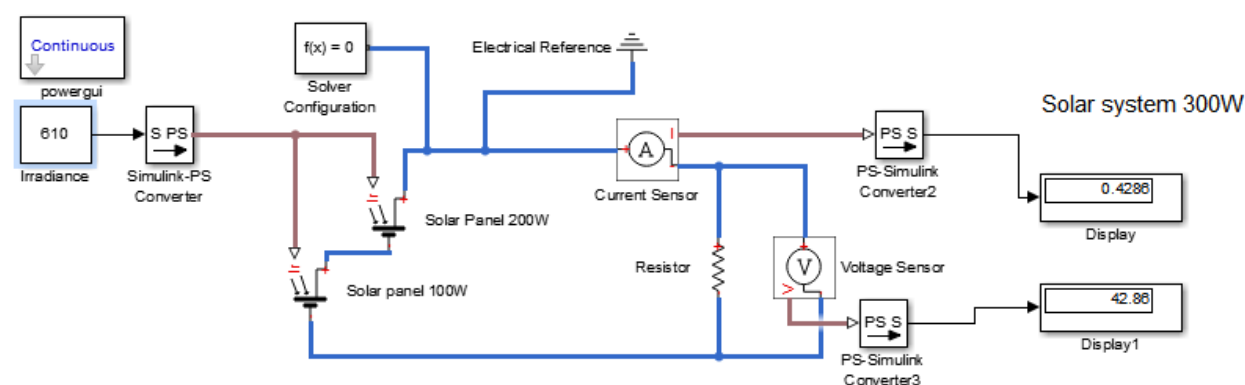 Continuous
powergui
610
Irradiance
S PS
Simulink-PS
Converter
f(x) = 0
Solver
Configuration
Electrical Reference
Solar Panel 200W
Solar panel 100W
A
I
Current Sensor
Resistor
V
V
Voltage Sensor
PS S
PS-Simulink
Converter2
PS S
PS-Simulink
Converter3
Solar system 300W
0.4286
Display
42.86
Display1